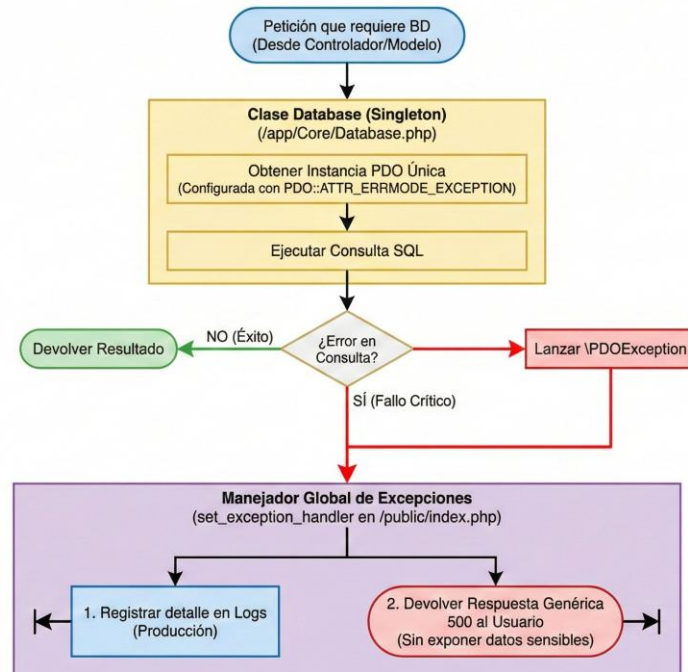 Petición que requiere BD
(Desde Controlador/Modelo)
Clase Database (Singleton)
(/app/Core/Database.php)
Obtener Instancia PDO Única
(Configurada con PDO::ATTR_ERRMODE_EXCEPTION)
Ejecutar Consulta SQL
Devolver Resultado
NO (Éxito)
¿Error en
Consulta?
Lanzar \PDOException
SÍ (Fallo Crítico)
Manejador Global de Excepciones
(set_exception_handler en /public/index.php)
1. Registrar detalle en Logs
(Producción)
2. Devolver Respuesta Genérica
500 al Usuario
(Sin exponer datos sensibles)